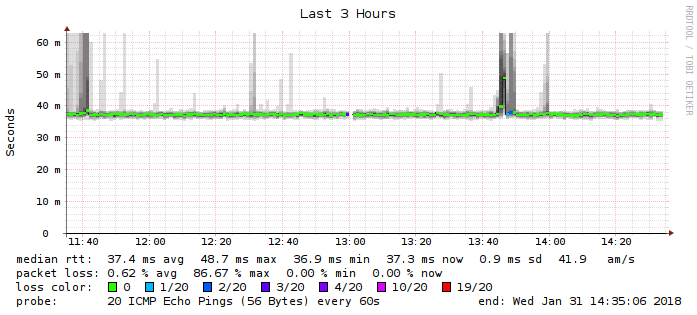 Last 3 Hours
RRDTOOL / TOBI OETIKER
Seconds
60 m
50 m
40 m
30 m
20 m
10 m
0
11:40 12:00 12:20 12:40 13:00 13:20 13:40 14:00 14:20
median rtt: 37.4 ms avg 48.7 ms max 36.9 ms min 37.3 ms now 0.9 ms sd 41.9 am/s
packet loss: 0.62 % avg 86.67 % max 0.00 % min 0.00 % now
loss color: 0 1/20 2/20 3/20 4/20 10/20 19/20
probe: 20 ICMP Echo Pings (56 Bytes) every 60s end: Wed Jan 31 14:35:06 2018